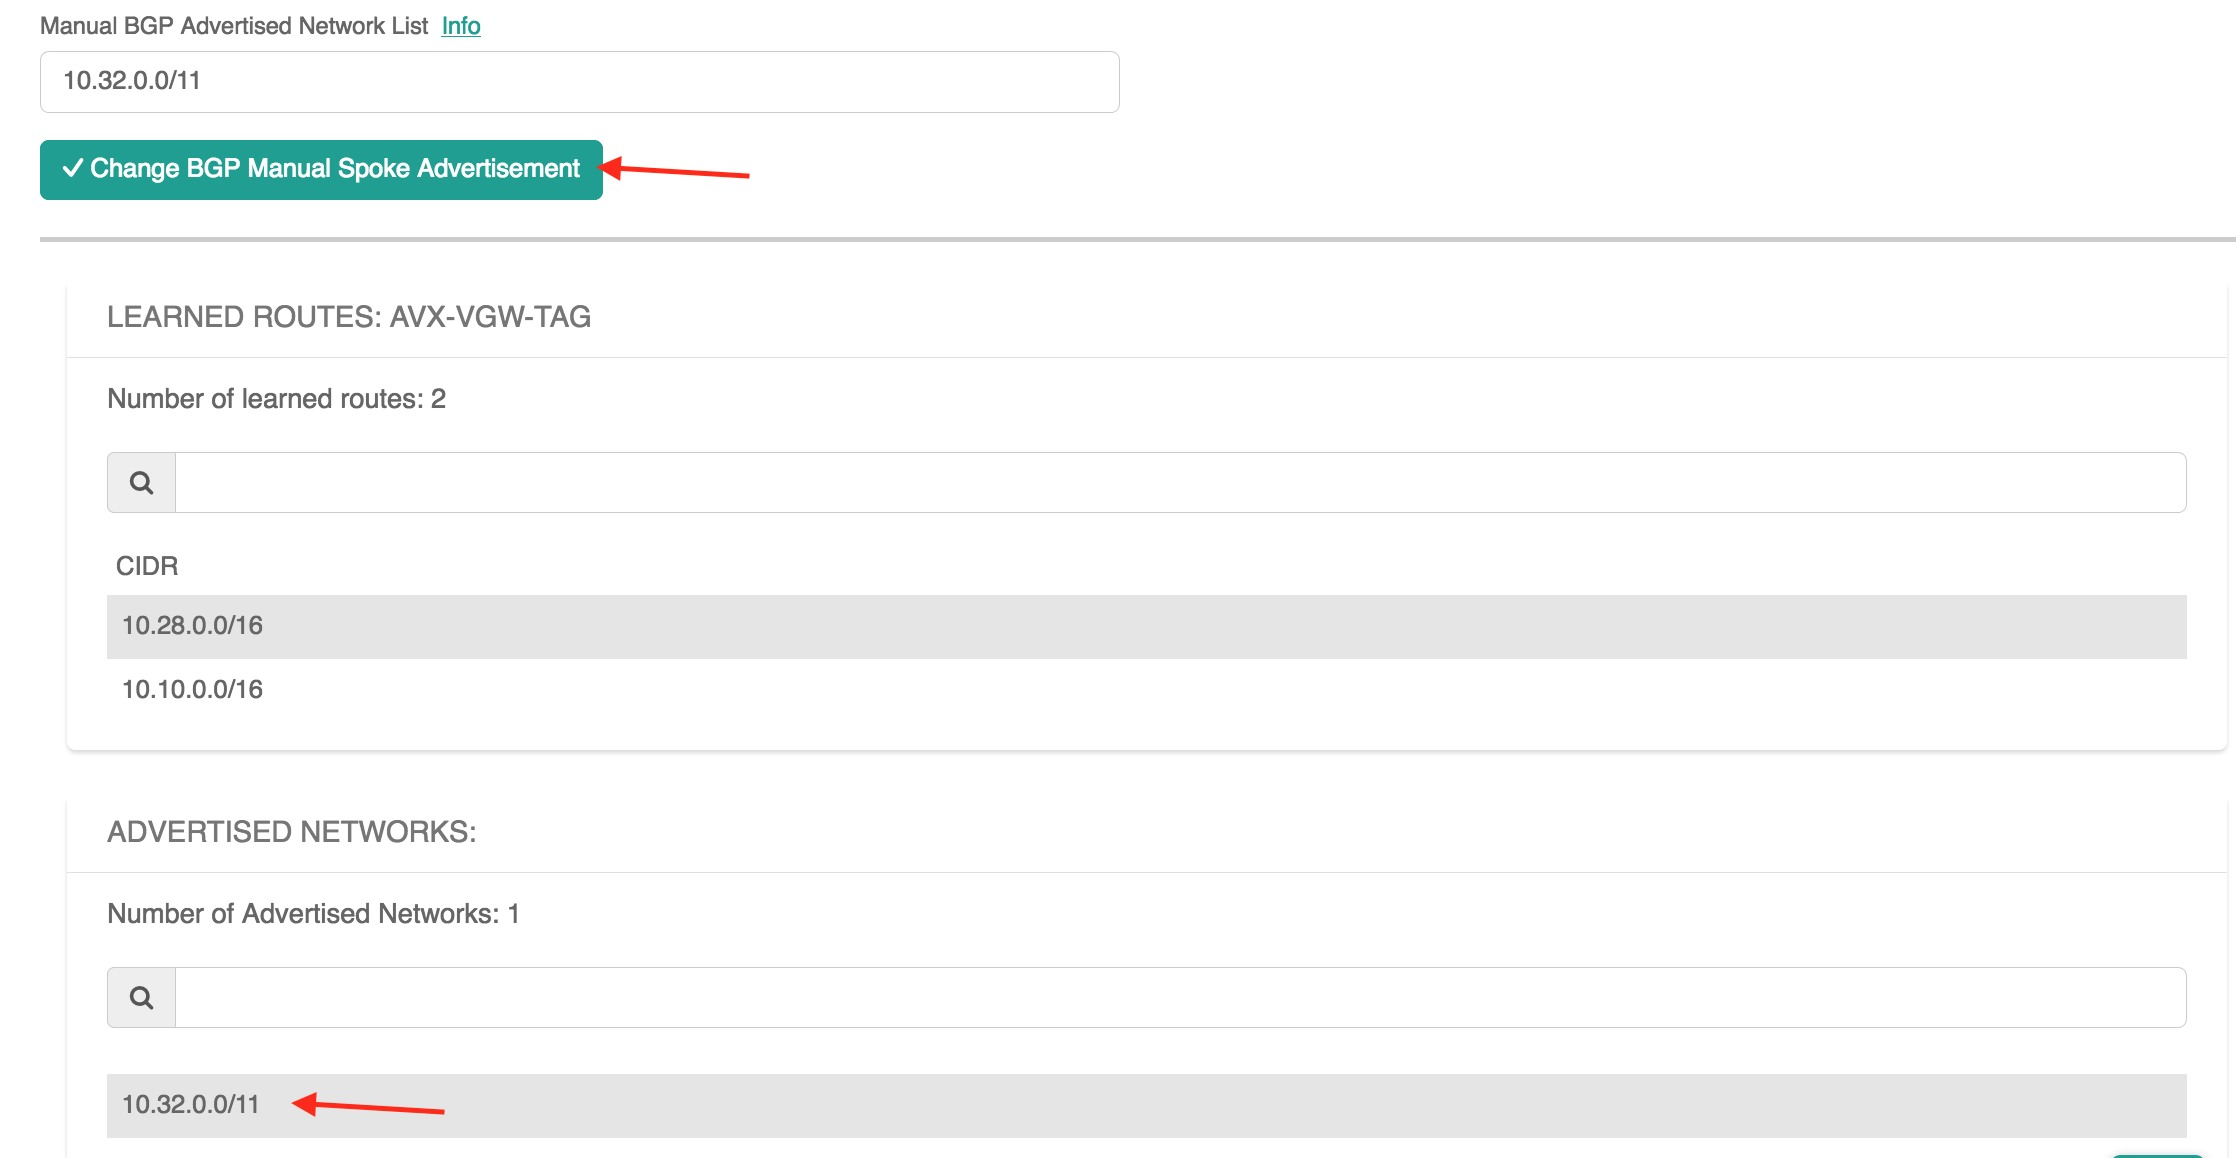 Manual BGP Advertised Network List Info
10.32.0.0/11
Change BGP Manual Spoke Advertisement
LEARNED ROUTES: AVX-VGW-TAG
Number of learned routes: 2
CIDR
10.28.0.0/16
10.10.0.0/16
ADVERTISED NETWORKS:
Number of Advertised Networks: 1
10.32.0.0/11